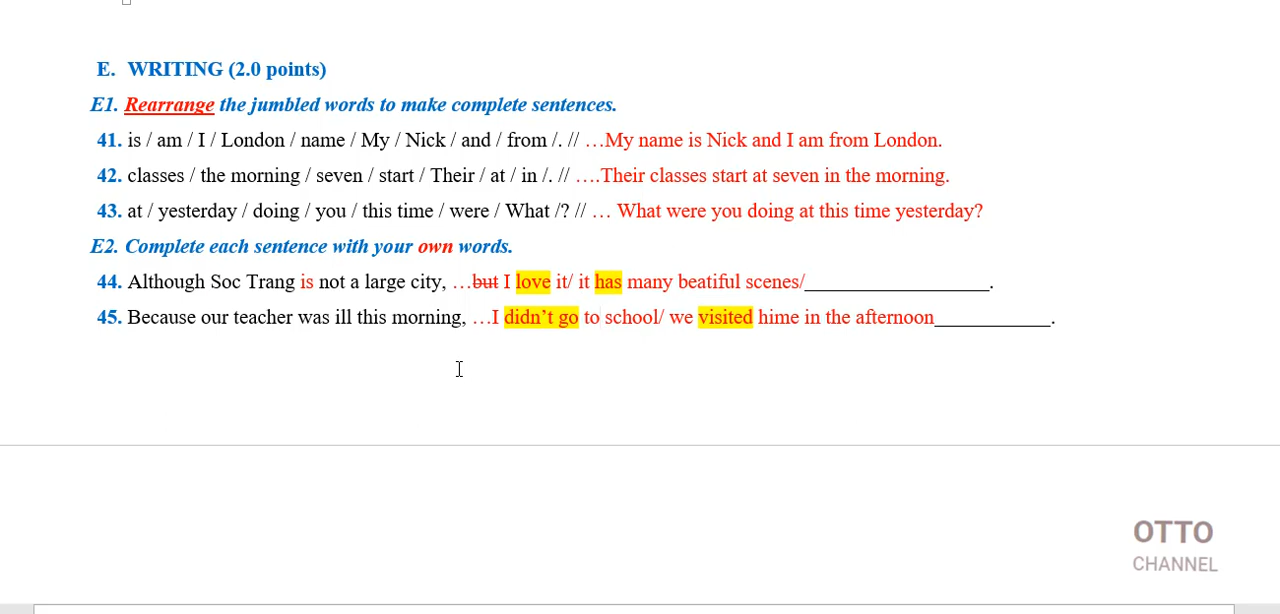 E. WRITING (2.0 points)
E1. Rearrange the jumbled words to make complete sentences.
41. is / am / I / London / name / My / Nick / and / from /. // …My name is Nick and I am from London.
42. classes / the morning / seven / start / Their / at / in /. // ….Their classes start at seven in the morning.
43. at / yesterday / doing / you / this time / were / What /? // … What were you doing at this time yesterday?
E2. Complete each sentence with your own words.
44. Although Soc Trang is not a large city, …but I love it/ it has many beatiful scenes/__________________.
45. Because our teacher was ill this morning, …I didn’t go to school/ we visited hime in the afternoon___________.
OTTO
CHANNEL